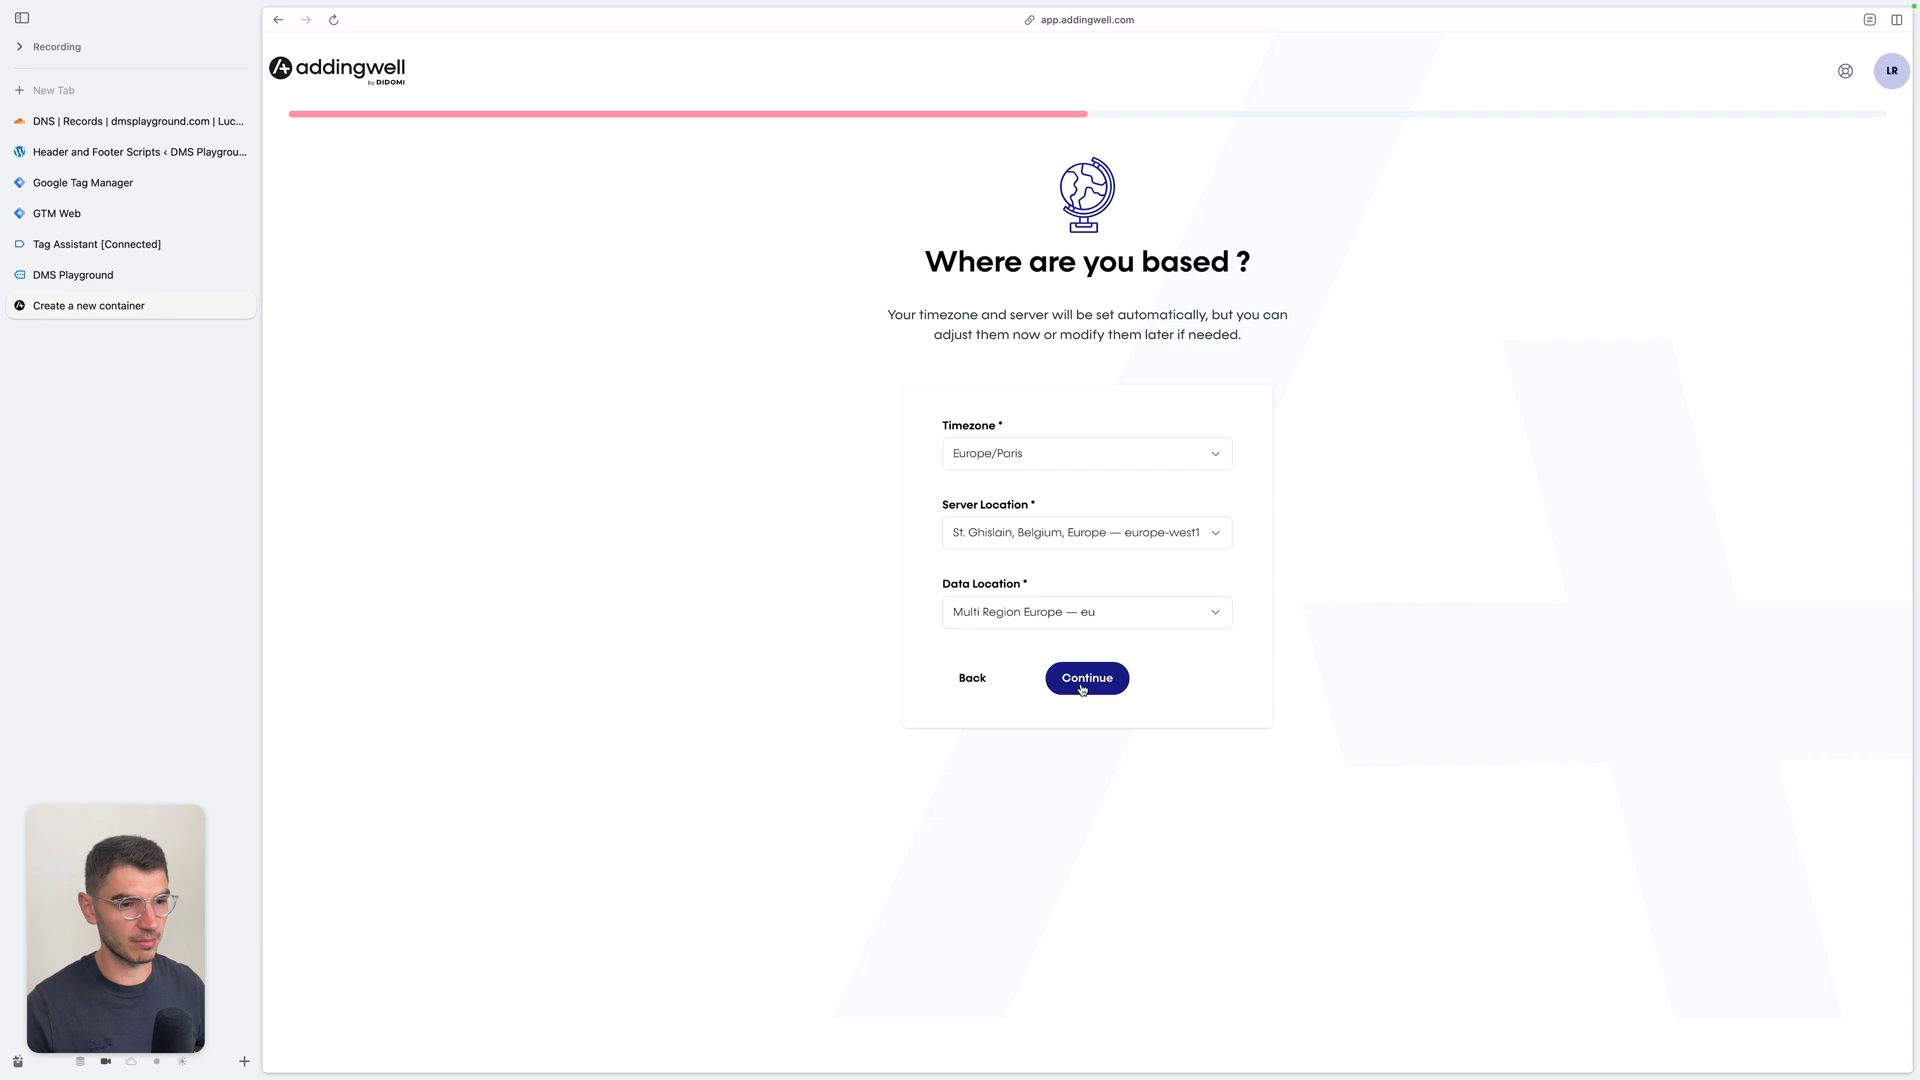 Recording
New Tab
DNS | Records | dmsplayground.com | Luc...
Header and Footer Scripts ‹ DMS Playgrou...
Google Tag Manager
GTM Web
Tag Assistant [Connected]
DMS Playground
Create a new container
app.addingwell.com
addingwell
by DIDOMI
LR
Where are you based ?
Your timezone and server will be set automatically, but you can
adjust them now or modify them later if needed.
Timezone *
Europe/Paris
Server Location *
St. Ghislain, Belgium, Europe — europe-west1
Data Location *
Multi Region Europe — eu
Back
Continue